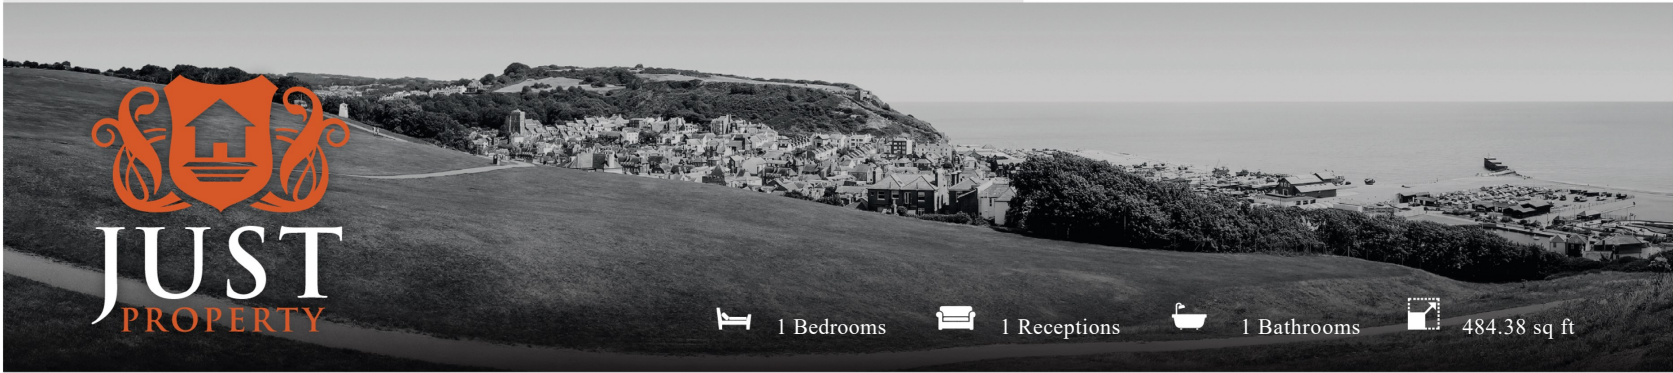 JUST
PROPERTY
1 Bedrooms 1 Receptions 1 Bathrooms 484.38 sq ft